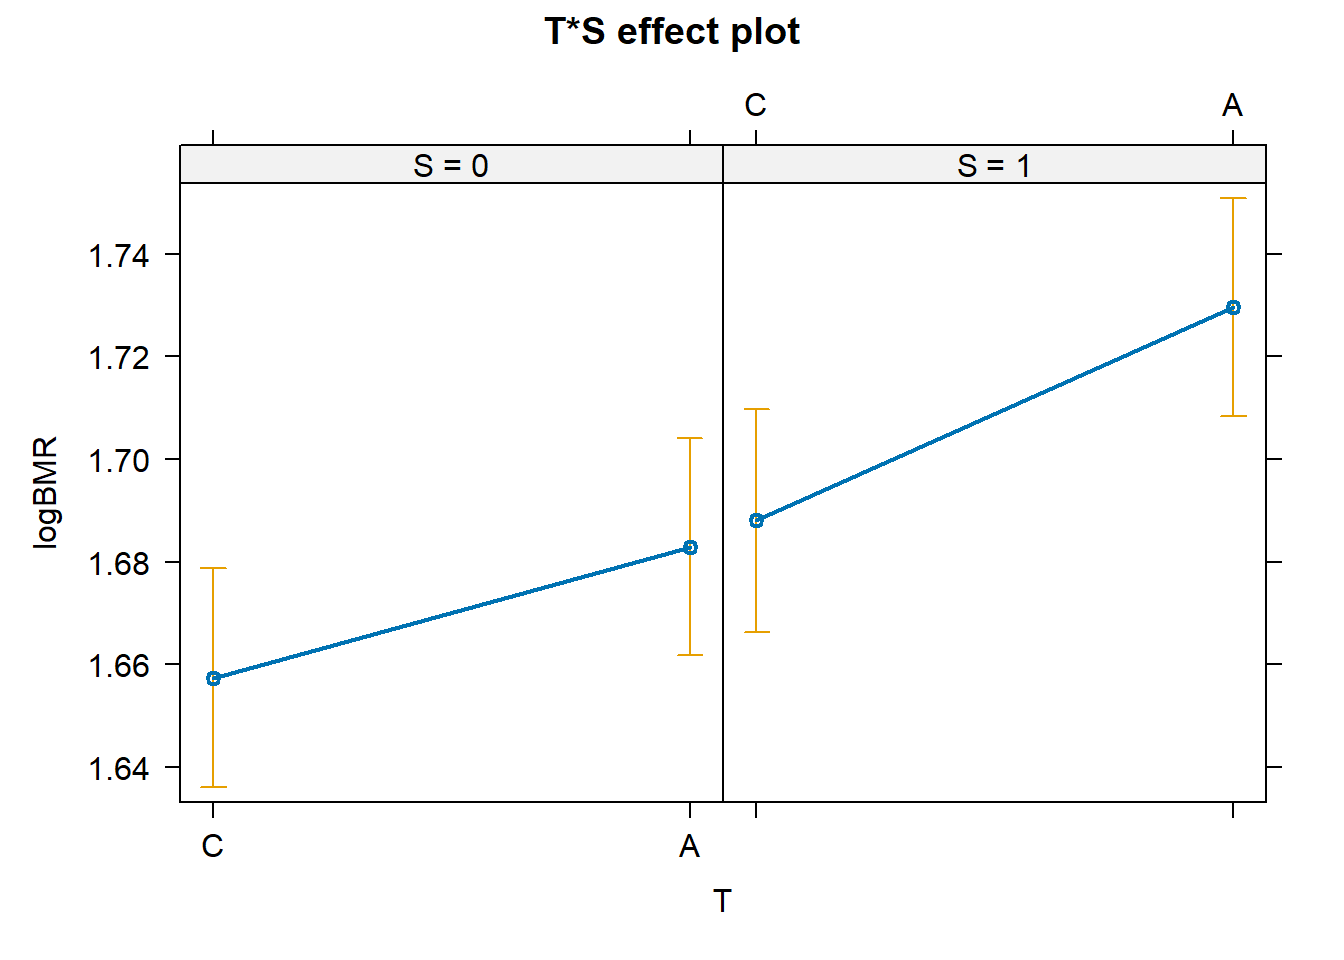 T*S effect plot
C A
S = 0 S = 1
1.74
1.72
1.70
1.68
1.66
1.64
logBMR
C A
T